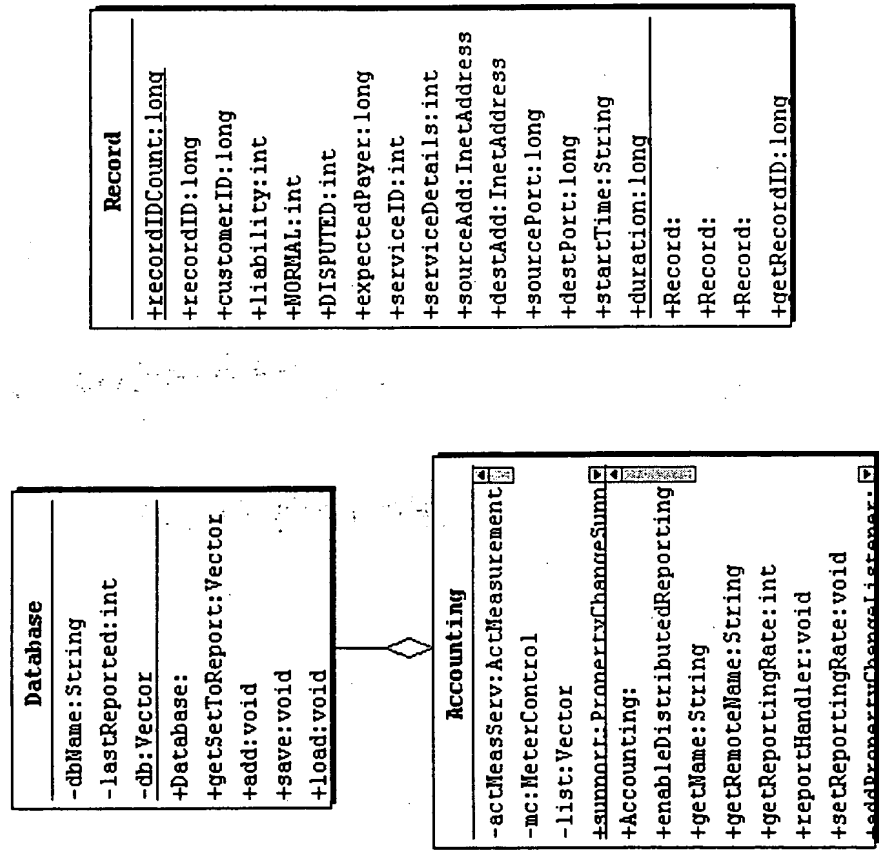 Record
+recordIDCount:long
+recordID:long
+customerID:long
+liability:int
+NORMAL:int
+DISPUTED:int
+expectedPayer:long
+serviceID:int
+serviceDetails:int
+sourceAdd:InetAddress
+destAdd:InetAddress
+sourcePort:long
+destPort:long
+startTime:String
+duration:long
+Record:
+Record:
+Record:
+getRecordID:long
Database
-dbName:String
-lastReported:int
-db:Vector
+Database:
+getSetToReport:Vector
+add:void
+save:void
+load:void
Accounting
-actMeasServ:ActMeasurement
-mc:MeterControl
-list:Vector
+support:PropertyChangeSupp
+Accounting:
+enableDistributedReporting
+getName:String
+getRemoteName:String
+getReportingRate:int
+reportHandler:void
+setReportingRate:void
+addPropertyChangeListener: